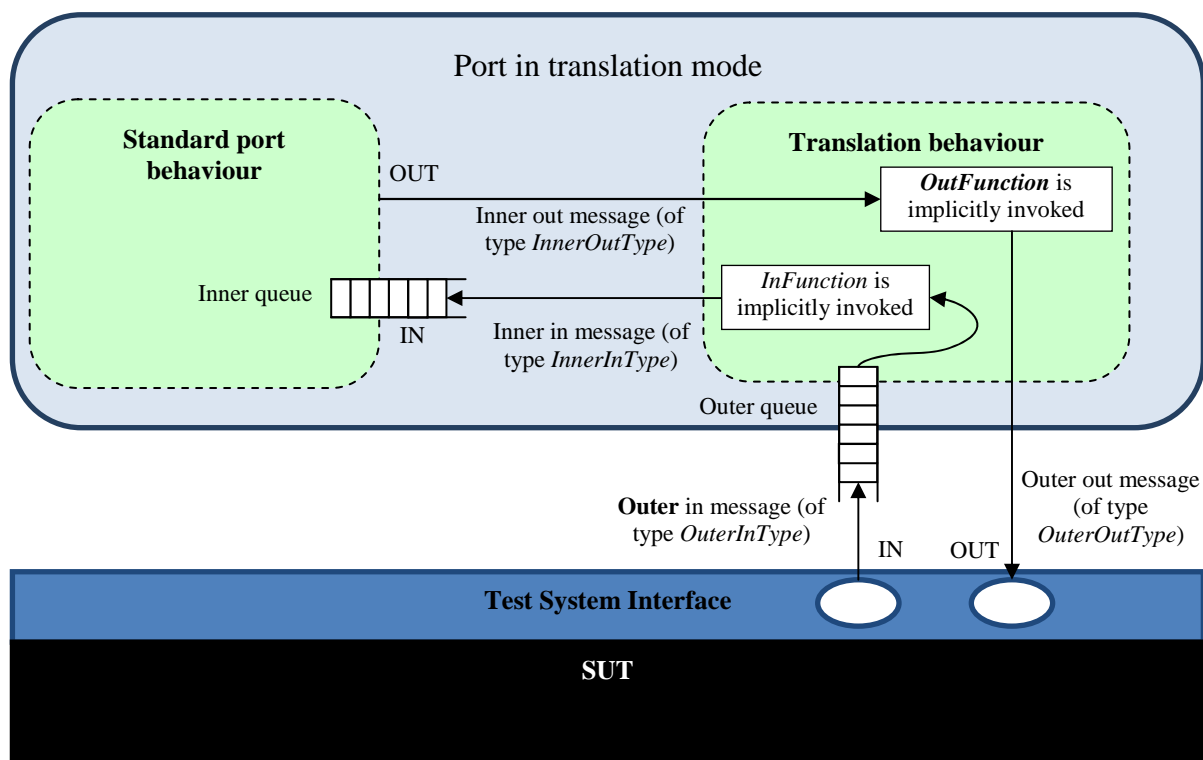 Port in translation mode
Standard port
behaviour
Translation behaviour
OUT
OutFunction is
implicitly invoked
Inner out message (of
type InnerOutType)
Inner queue
InFunction is
implicitly invoked
IN
Inner in message (of
type InnerInType)
Outer queue
Outer in message (of
type OuterInType)
IN
OUT
Outer out message
(of type
OuterOutType)
Test System Interface
SUT